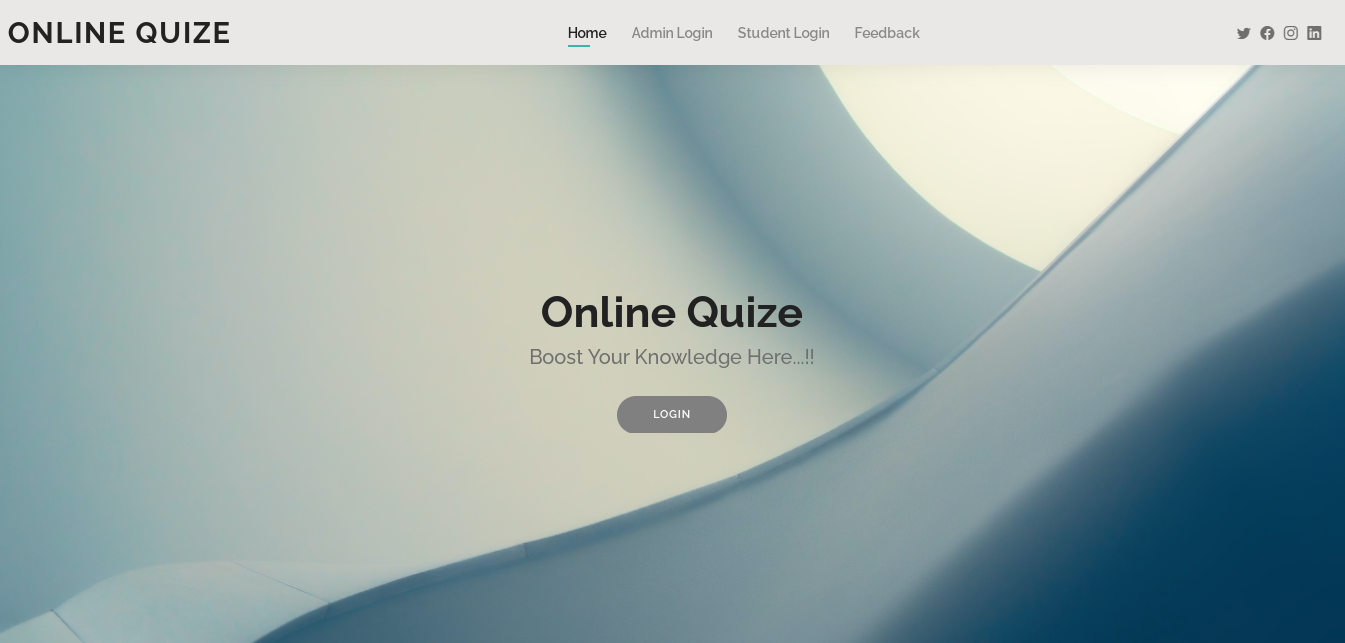 ONLINE QUIZE
Home Admin Login Student Login Feedback
Online Quize
Boost Your Knowledge Here...!!
LOGIN